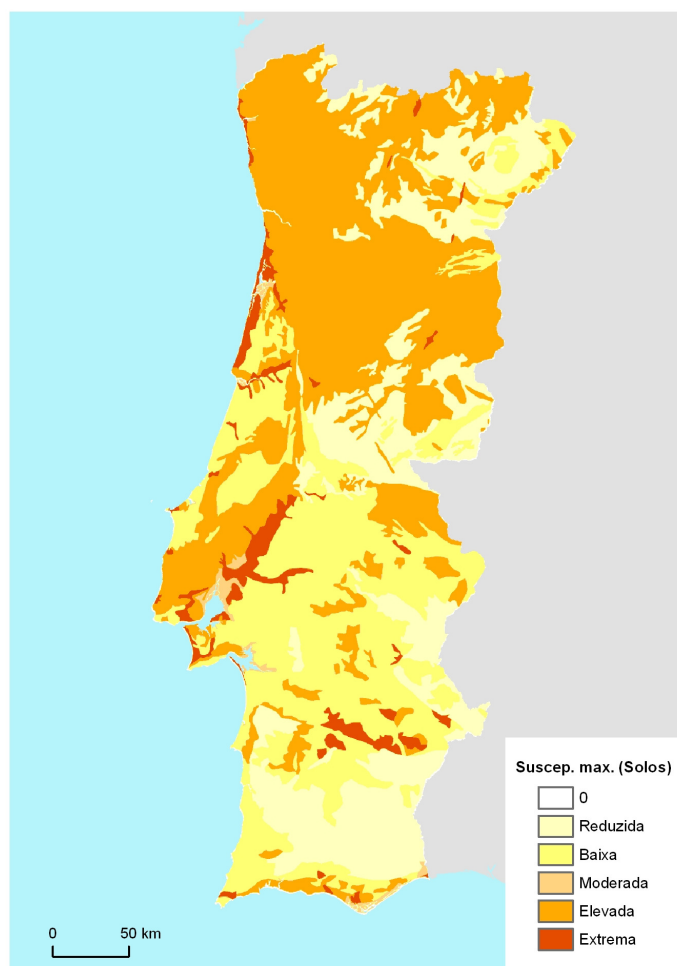 Suscep. max. (Solos)
0
Reduzida
Baixa
Moderada
Elevada
Extrema
0 50 km